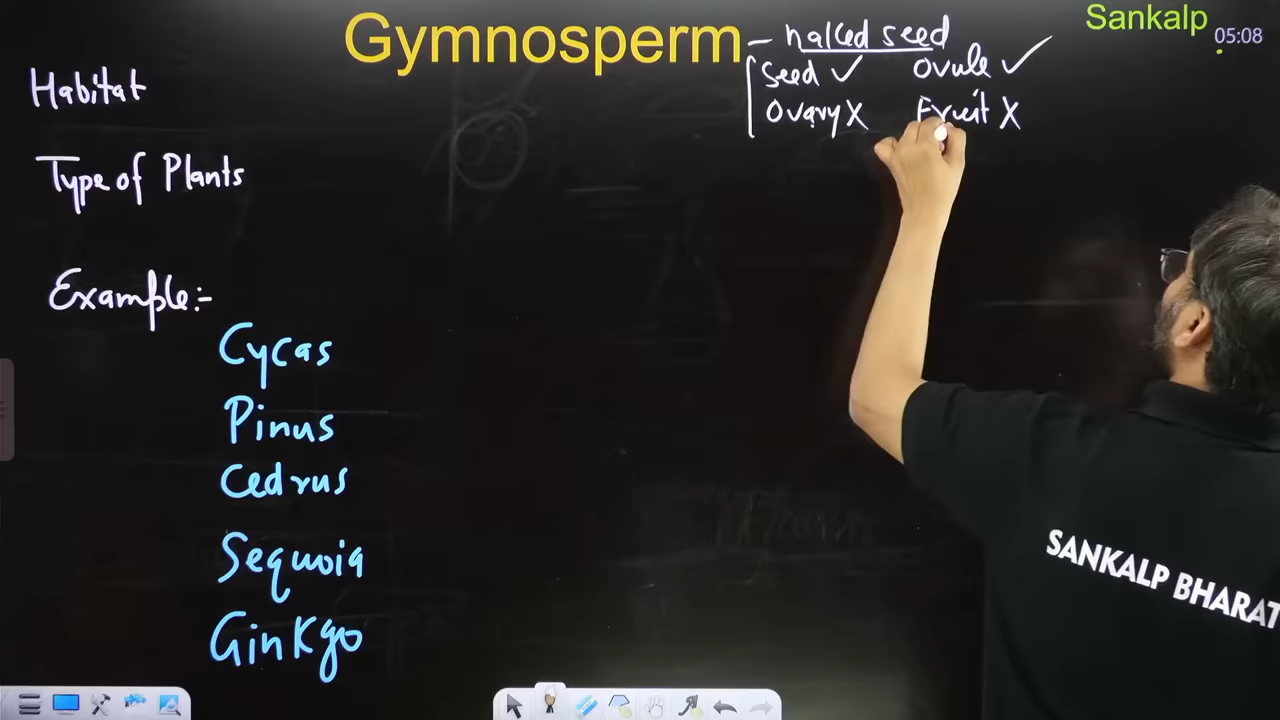 Gymnosperm - naked seed
Sankalp
05:08
Seed ✓ Ovule ✓
Ovary X Fruit X
Habitat
Type of Plants
Example:-
Cycas
Pinus
Cedrus
Sequoia
Ginkgo
SANKALP BHARAT